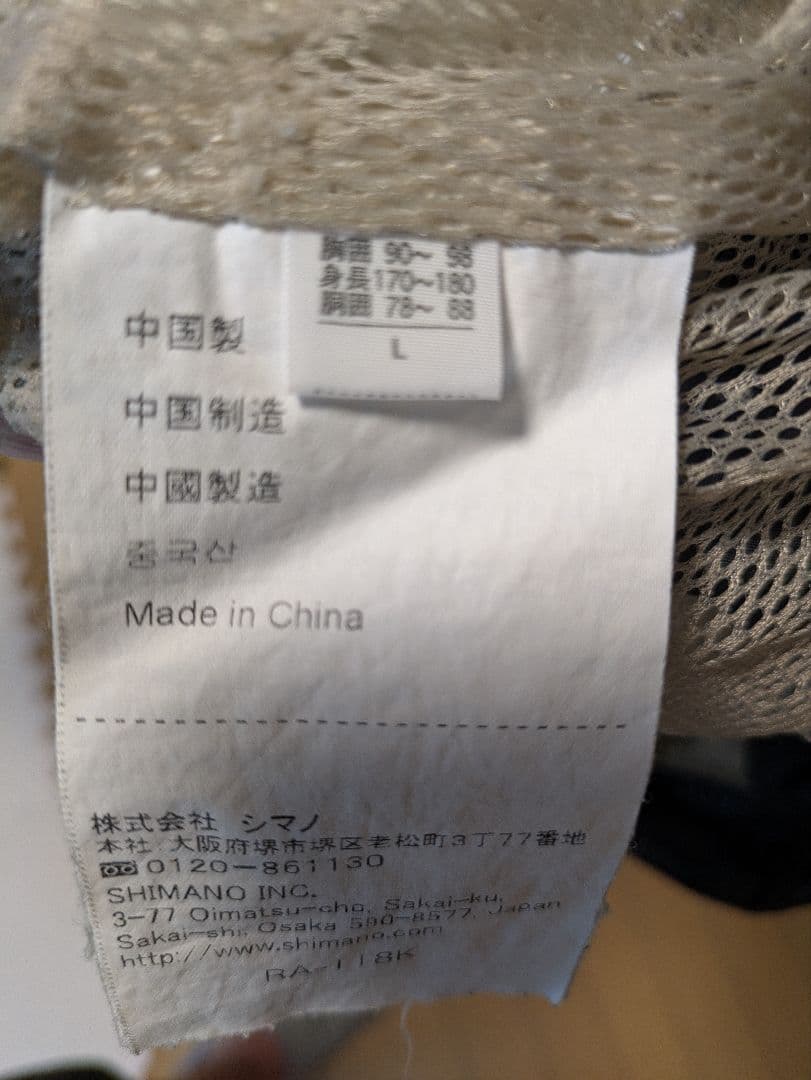 胸囲 90～ 98
身長170～180
胴囲 78～ 88
L
中国製
中国制造
中國製造
중국산
Made in China
株式会社 シマノ
本社:大阪府堺市堺区老松町3丁77番地
0120-861130
SHIMANO INC.
3-77 Oimatsu-cho, Sakai-ku,
Sakai-shi, Osaka 590-8577, Japan
http://www.shimano.com
RA-118K